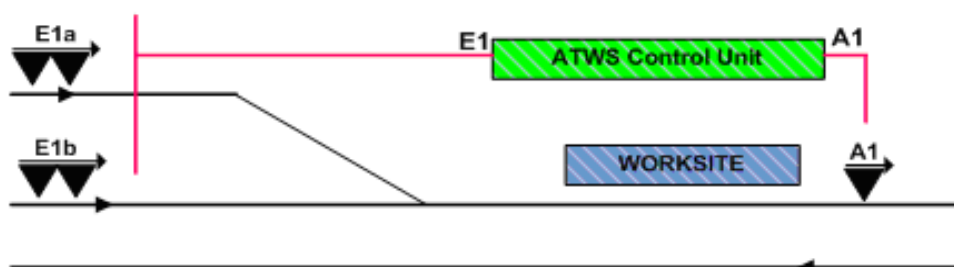 E1a
E1 ATWS Control Unit A1
E1b
WORKSITE
A1